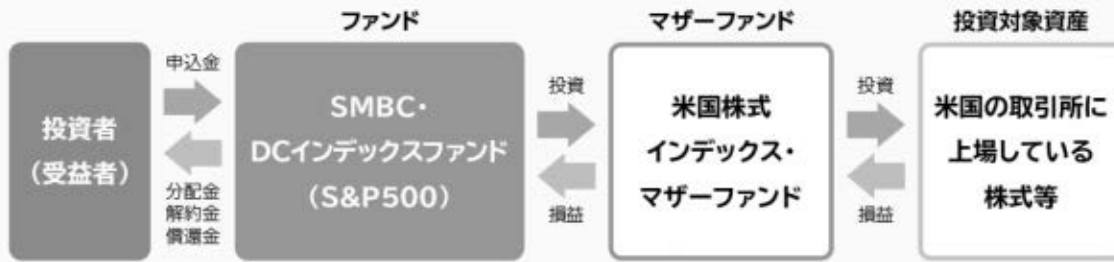 ファンド
マザーファンド
投資対象資産
投資者
（受益者）
申込金
分配金
解約金
償還金
SMBC・
DCインデックスファンド
（S&P500）
投資
損益
米国株式
インデックス・
マザーファンド
投資
損益
米国の取引所に
上場している
株式等